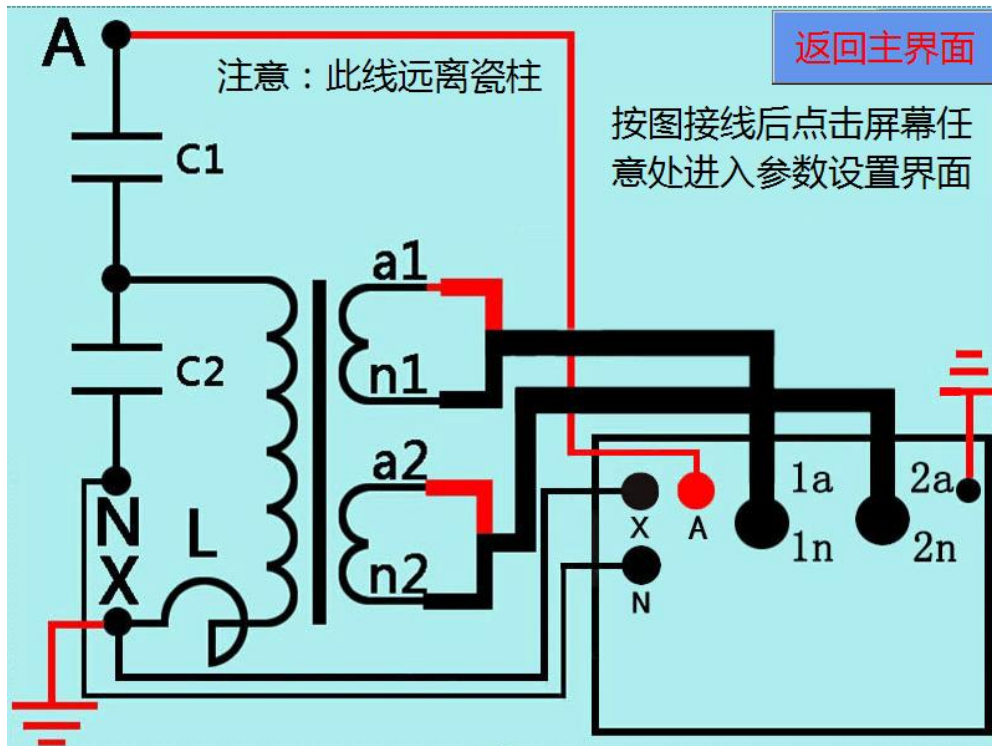 A
注意：此线远离瓷柱
返回主界面
按图接线后点击屏幕任
意处进入参数设置界面
C1
a1
n1
C2
a2
n2
N
X
L
X
A
N
1a
1n
2a
2n